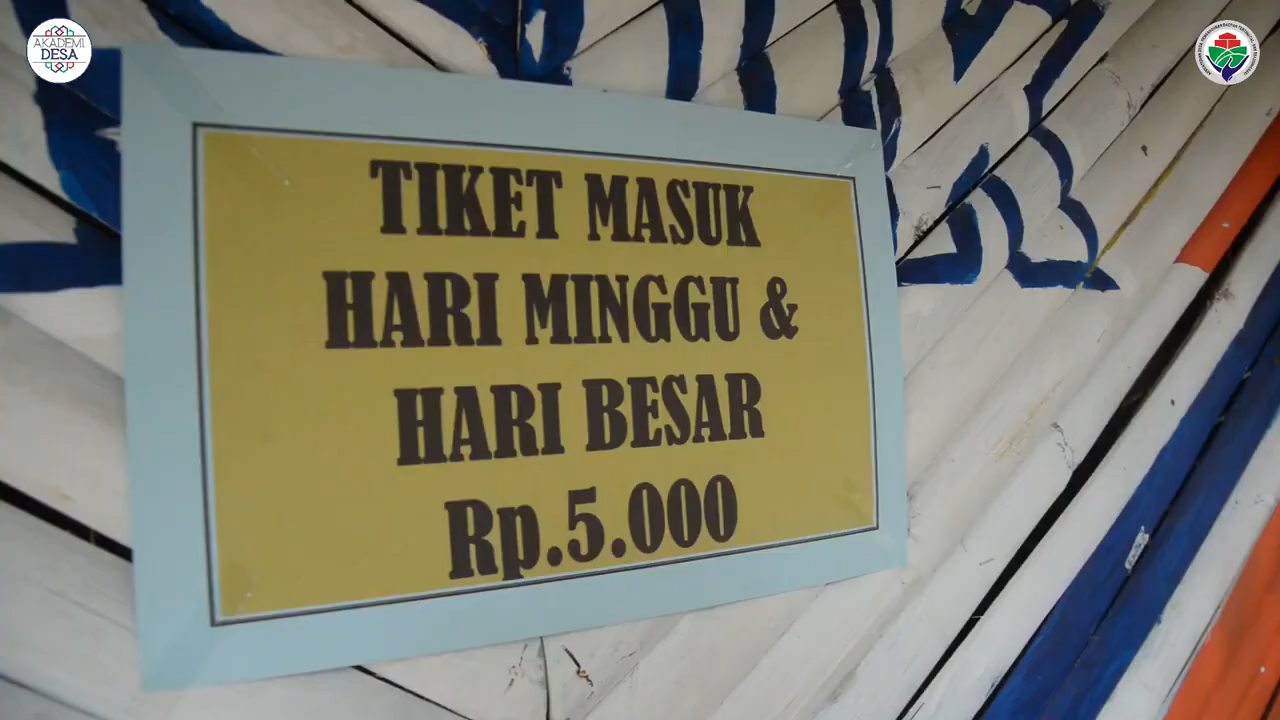 AKADEMI
DESA
TIKET MASUK
HARI MINGGU &
HARI BESAR
Rp.5.000